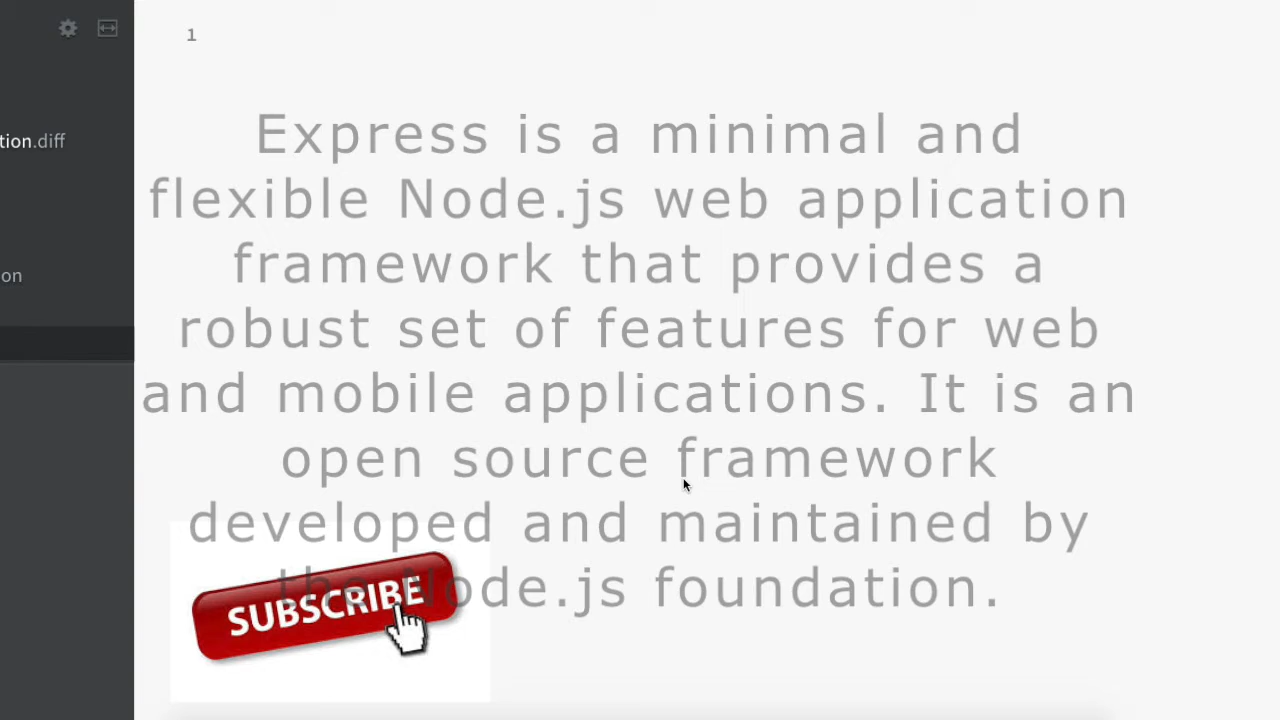 1
tion.diff
on
Express is a minimal and
flexible Node.js web application
framework that provides a
robust set of features for web
and mobile applications. It is an
open source framework
developed and maintained by
the Node.js foundation.
SUBSCRIBE